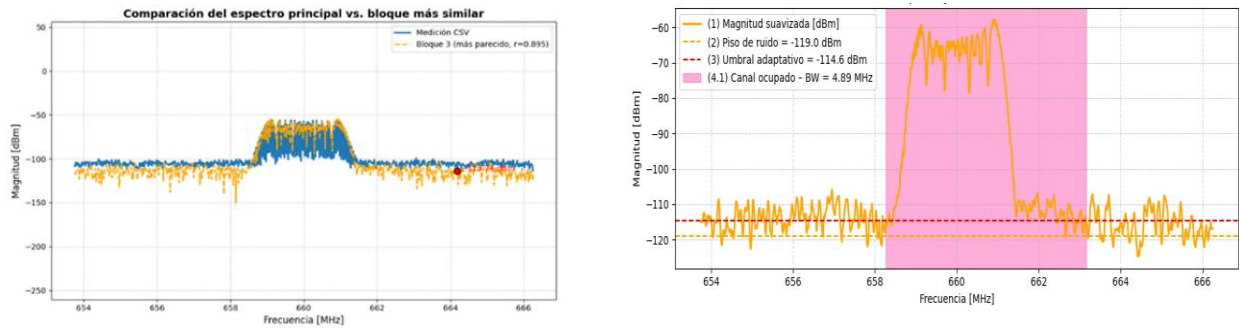 Comparación del espectro principal vs. bloque más similar
Medición CSV
Bloque 3 (más parecido, r=0.895)
Magnitud [dBm]
50
0
−50
−100
−150
−200
−250
654
656
658
660
662
664
666
Frecuencia [MHz]
(1) Magnitud suavizada [dBm]
(2) Piso de ruido = -119.0 dBm
(3) Umbral adaptativo = -114.6 dBm
(4.1) Canal ocupado – BW = 4.89 MHz
Magnitud [dBm]
−60
−70
−80
−90
−100
−110
−120
654
656
658
660
662
664
666
Frecuencia [MHz]